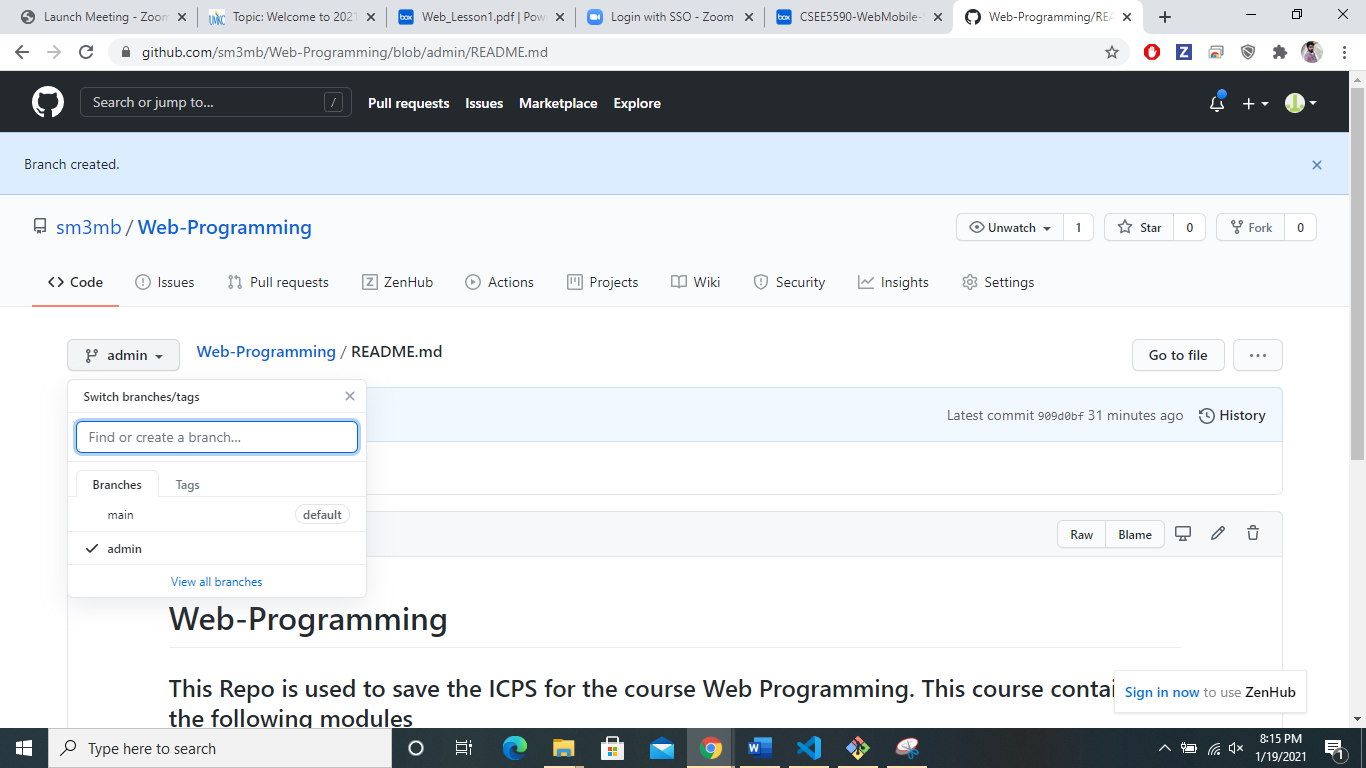 Launch Meeting - Zoom
Topic: Welcome to 2021
Web_Lesson1.pdf | Pow
Login with SSO - Zoom
CSEE5590-WebMobile-
Web-Programming/REA
github.com/sm3mb/Web-Programming/blob/admin/README.md
Search or jump to...
/
Pull requests
Issues
Marketplace
Explore
Branch created.
sm3mb / Web-Programming
Unwatch 1
Star 0
Fork 0
Code
Issues
Pull requests
ZenHub
Actions
Projects
Wiki
Security
Insights
Settings
admin
Web-Programming / README.md
Go to file
Switch branches/tags
Find or create a branch...
Branches
Tags
main
default
admin
View all branches
Latest commit 909d0bf 31 minutes ago
History
Raw
Blame
Web-Programming
This Repo is used to save the ICPS for the course Web Programming. This course contai
the following modules
Sign in now to use ZenHub
Type here to search
8:15 PM
1/19/2021
1